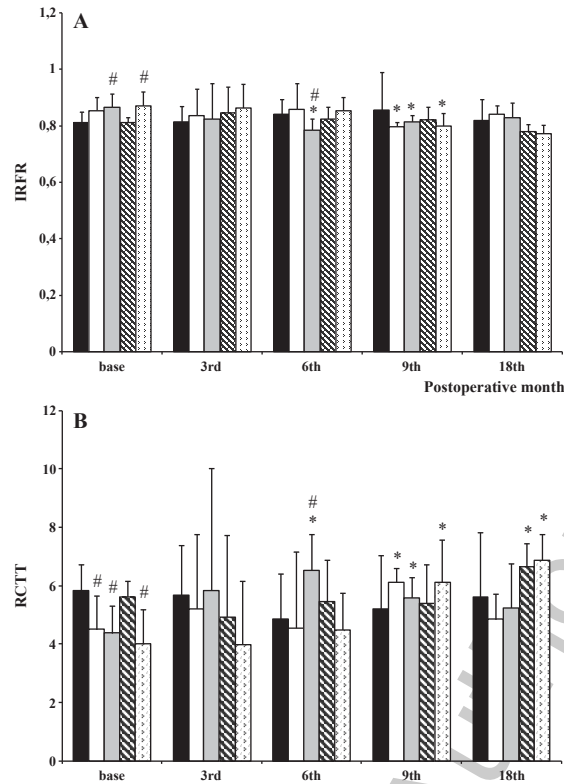 1,2
A
1
# #
#
*
* * *
0,8
IRFR
0,6
0,4
0,2
0
base 3rd 6th 9th 18th
Postoperative month
12
B
10
8
#
*
* * *
* *
# # #
6
RCTT
4
2
0
base 3rd 6th 9th 18th